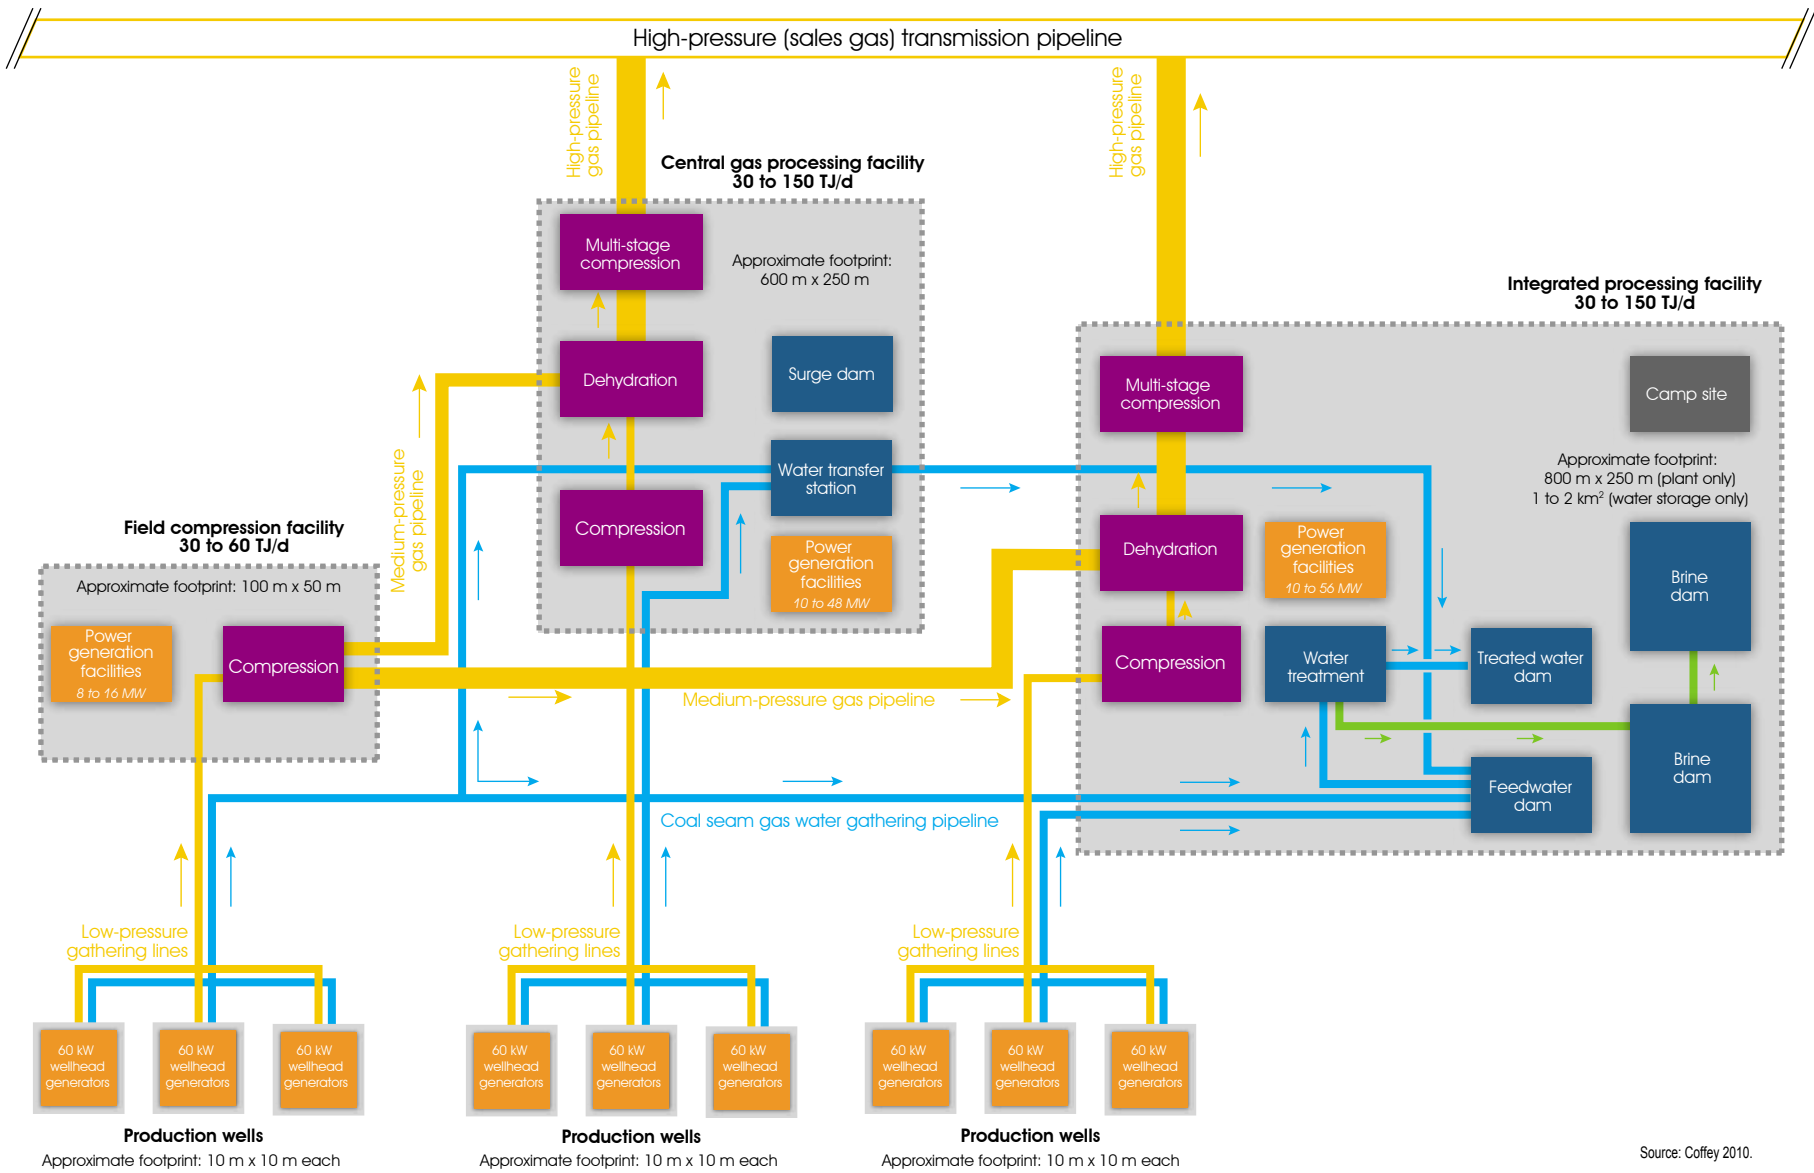 High-pressure (sales gas) transmission pipeline
High-pressure
gas pipeline
High-pressure
gas pipeline
Central gas processing facility
30 to 150 TJ/d
Multi-stage
compression
Approximate footprint:
600 m x 250 m
Dehydration
Surge dam
Water transfer
station
Compression
Power
generation
facilities
10 to 48 MW
Integrated processing facility
30 to 150 TJ/d
Multi-stage
compression
Camp site
Approximate footprint:
800 m x 250 m (plant only)
1 to 2 km² (water storage only)
Dehydration
Power
generation
facilities
10 to 56 MW
Brine
dam
Compression
Water
treatment
Treated water
dam
Brine
dam
Feedwater
dam
Medium-pressure
gas pipeline
Field compression facility
30 to 60 TJ/d
Approximate footprint: 100 m x 50 m
Power
generation
facilities
8 to 16 MW
Compression
Medium-pressure gas pipeline
Coal seam gas water gathering pipeline
Low-pressure
gathering lines
Low-pressure
gathering lines
Low-pressure
gathering lines
60 kW
wellhead
generators
60 kW
wellhead
generators
60 kW
wellhead
generators
60 kW
wellhead
generators
60 kW
wellhead
generators
60 kW
wellhead
generators
60 kW
wellhead
generators
60 kW
wellhead
generators
60 kW
wellhead
generators
Production wells
Approximate footprint: 10 m x 10 m each
Production wells
Approximate footprint: 10 m x 10 m each
Production wells
Approximate footprint: 10 m x 10 m each
Source: Coffey 2010.